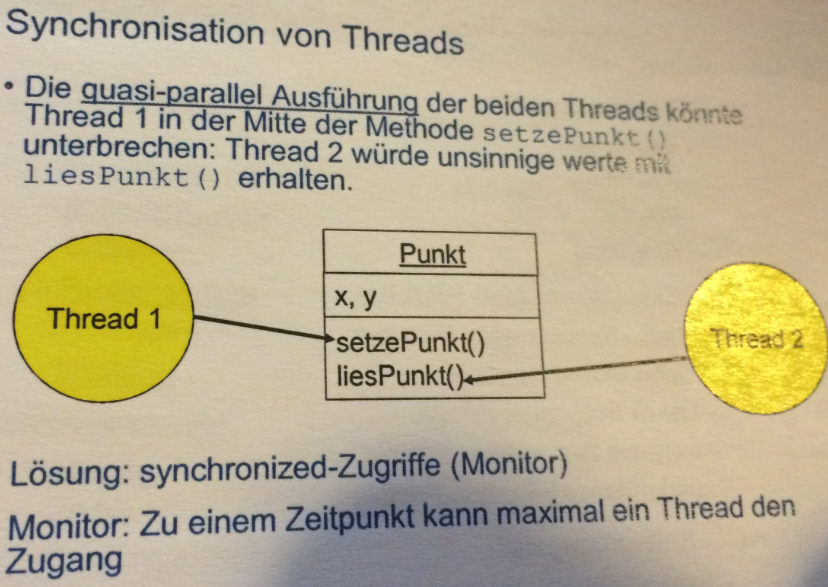 Synchronisation von Threads
• Die quasi-parallel Ausführung der beiden Threads könnte
Thread 1 in der Mitte der Methode setzePunkt()
unterbrechen: Thread 2 würde unsinnige werte mit
liesPunkt() erhalten.
Punkt
x, y
Thread 1
setzePunkt()
liesPunkt()
Thread 2
Lösung: synchronized-Zugriffe (Monitor)
Monitor: Zu einem Zeitpunkt kann maximal ein Thread den
Zugang